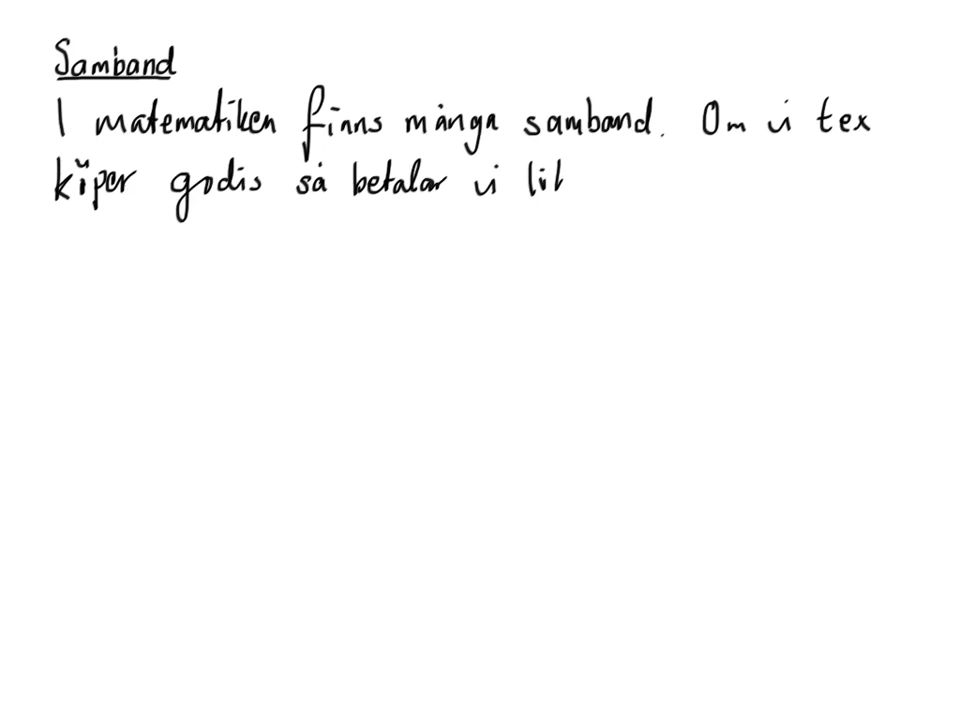 Samband
I matematiken finns många samband. Om vi tex
köper godis så betalar vi